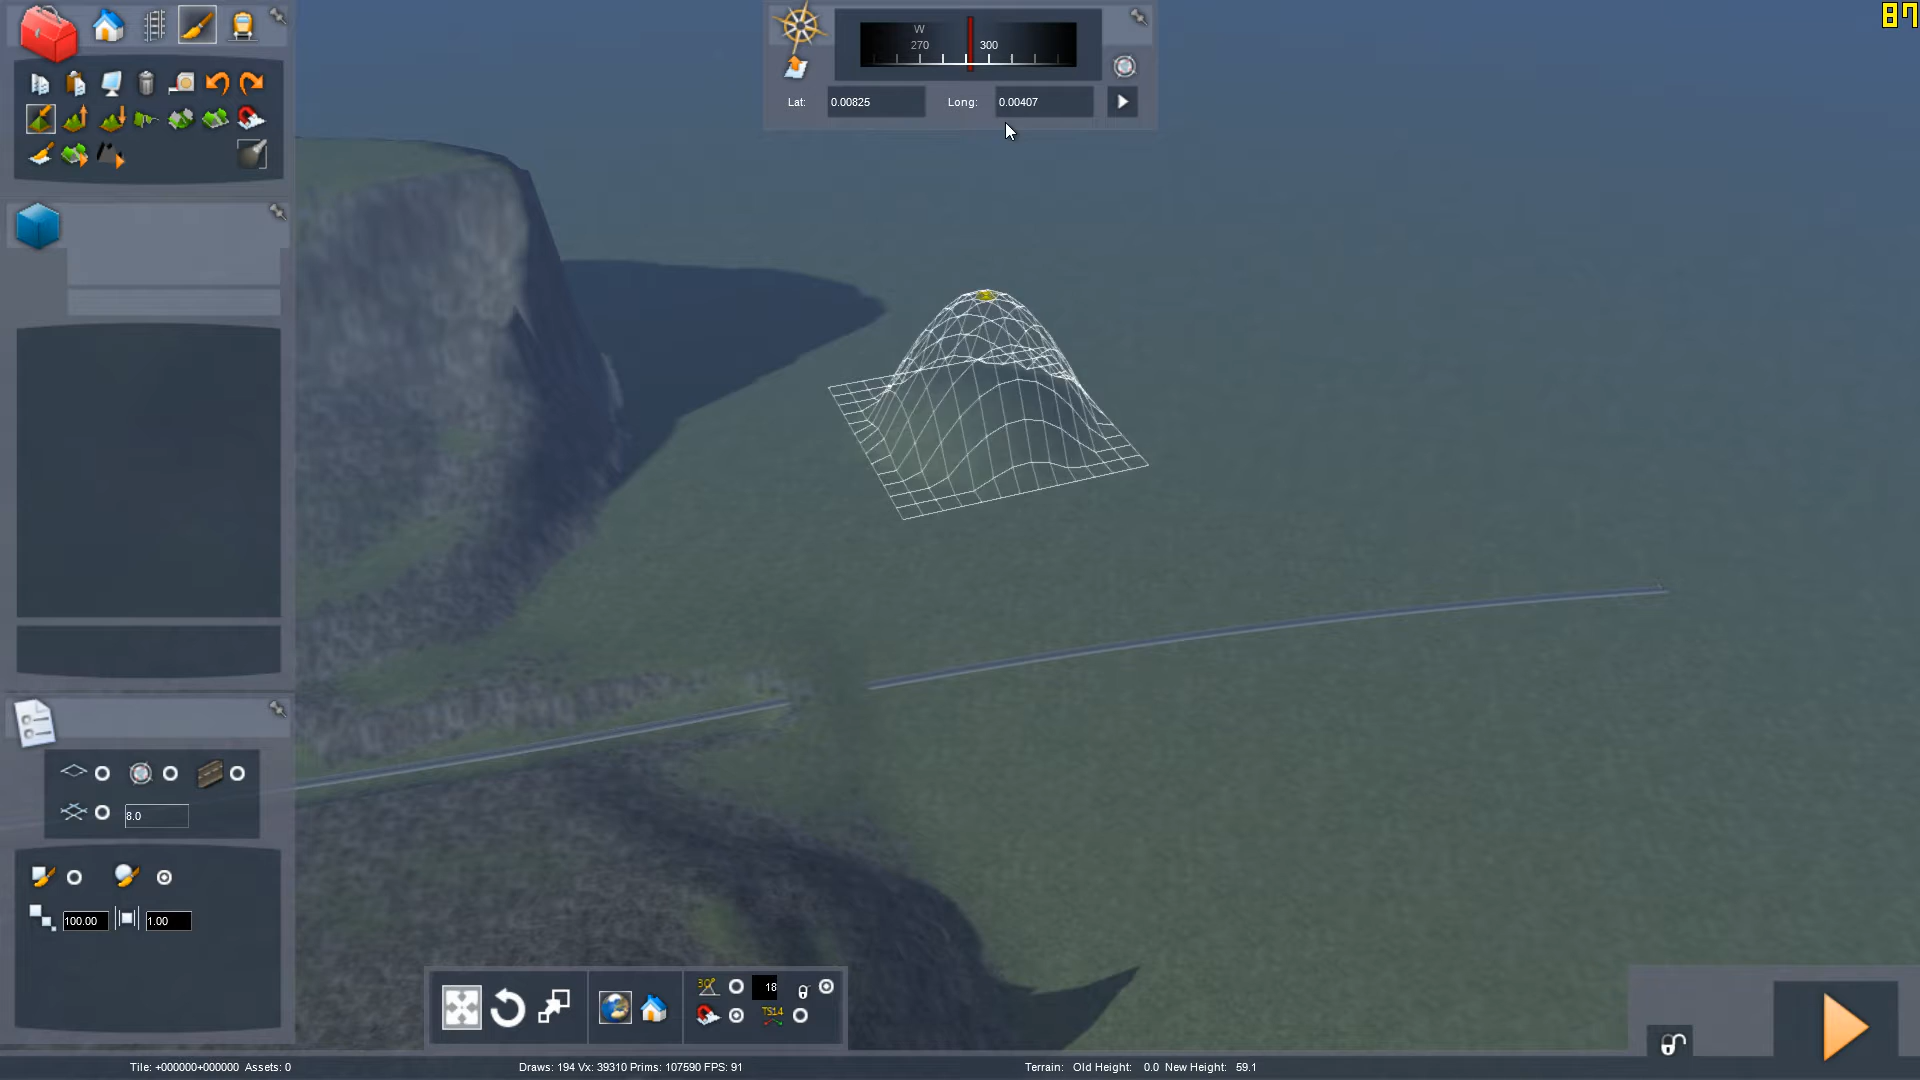 87
W
270 300
Lat: 0.00825 Long: 0.00407
8.0
100.00 1.00
30° 18
TS14
Tile: +000000+000000 Assets: 0 Draws: 194 Vx: 39310 Prims: 107590 FPS: 91 Terrain: Old Height: 0.0 New Height: 59.1